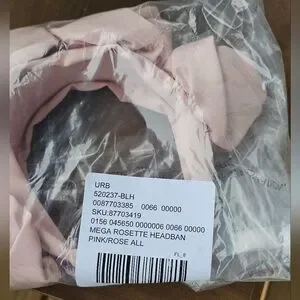 URB
520237-BLH
0087703385 0066 00000
SKU:87703419
0156 045650 0000006 0066 00000
MEGA ROSETTE HEADBAN
PINK/ROSE ALL
FL_8